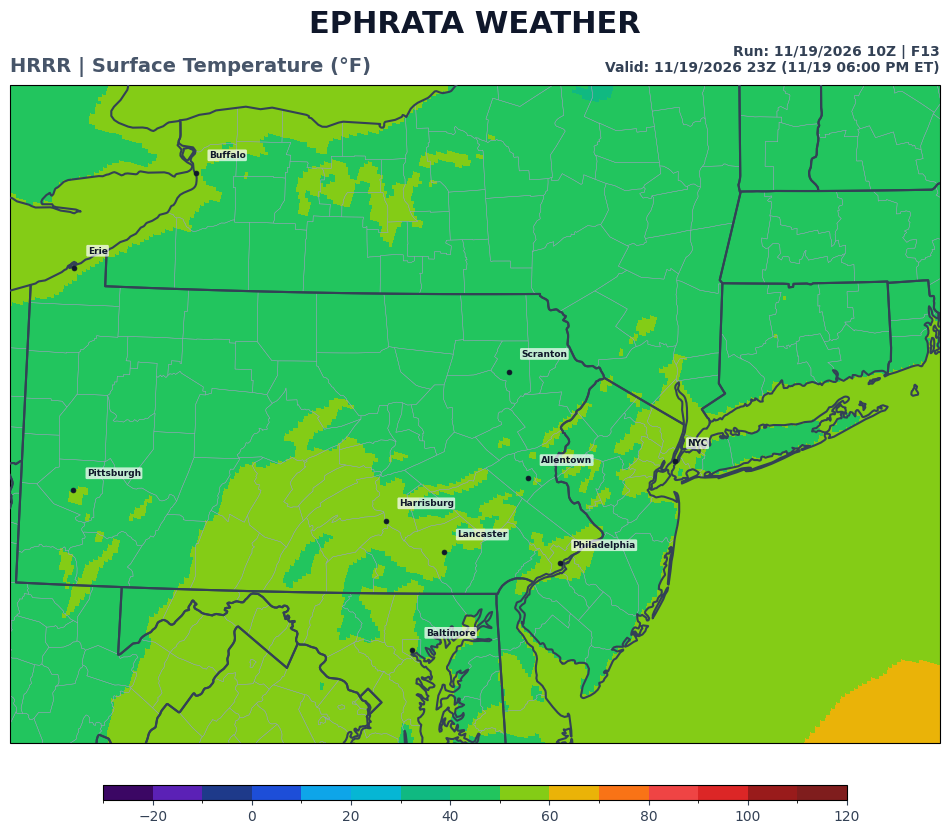 EPHRATA WEATHER
HRRR | Surface Temperature (°F)
Run: 11/19/2026 10Z | F13
Valid: 11/19/2026 23Z (11/19 06:00 PM ET)
Buffalo
Erie
Scranton
NYC
Pittsburgh
Allentown
Harrisburg
Lancaster
Philadelphia
Baltimore
−20 0 20 40 60 80 100 120